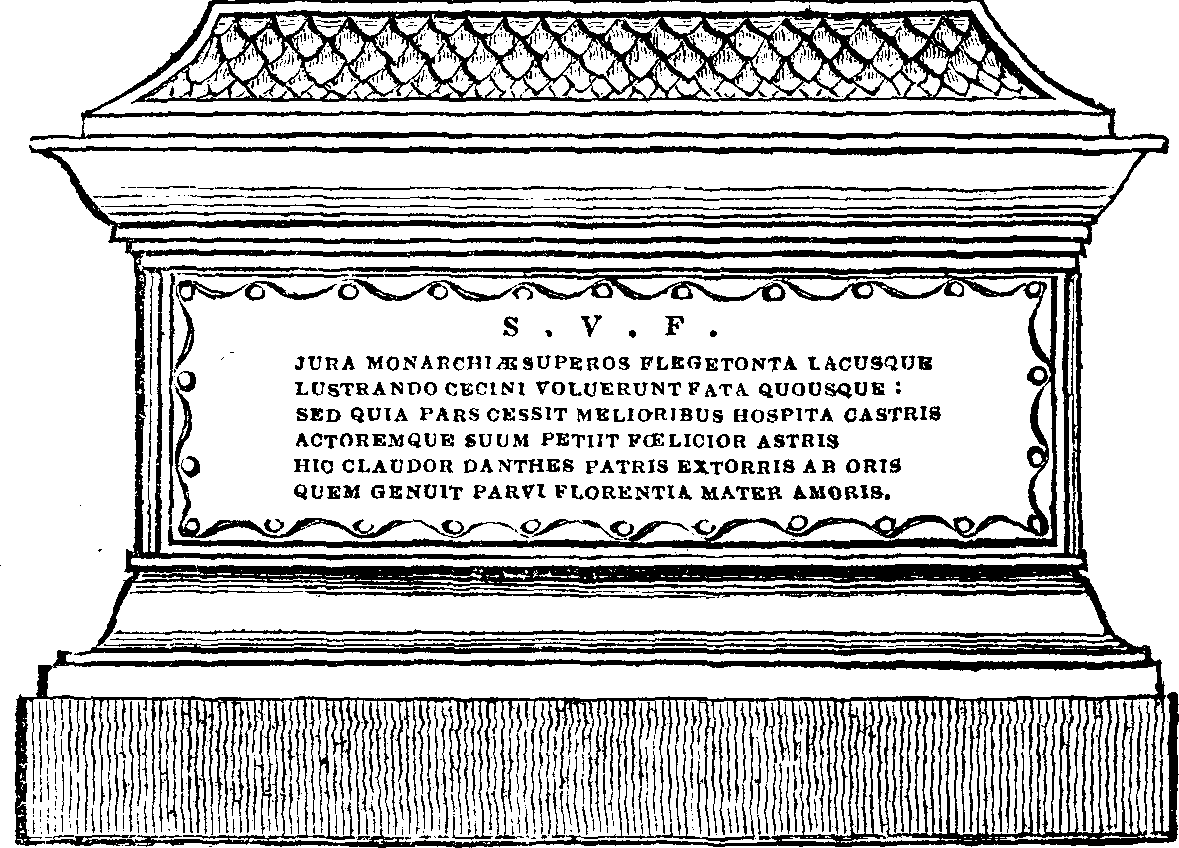 S . V . F .
JURA MONARCHIÆ SUPEROS FLEGETONTA LACUSQUE
LUSTRANDO CECINI VOLUERUNT FATA QUOUSQUE :
SED QUIA PARS CESSIT MELIORIBUS HOSPITA CASTRIS
ACTOREMQUE SUUM PETIIT FŒLICIOR ASTRIS
HIC CLAUDOR DANTHES PATRIS EXTORRIS AB ORIS
QUEM GENUIT PARVI FLORENTIA MATER AMORIS.